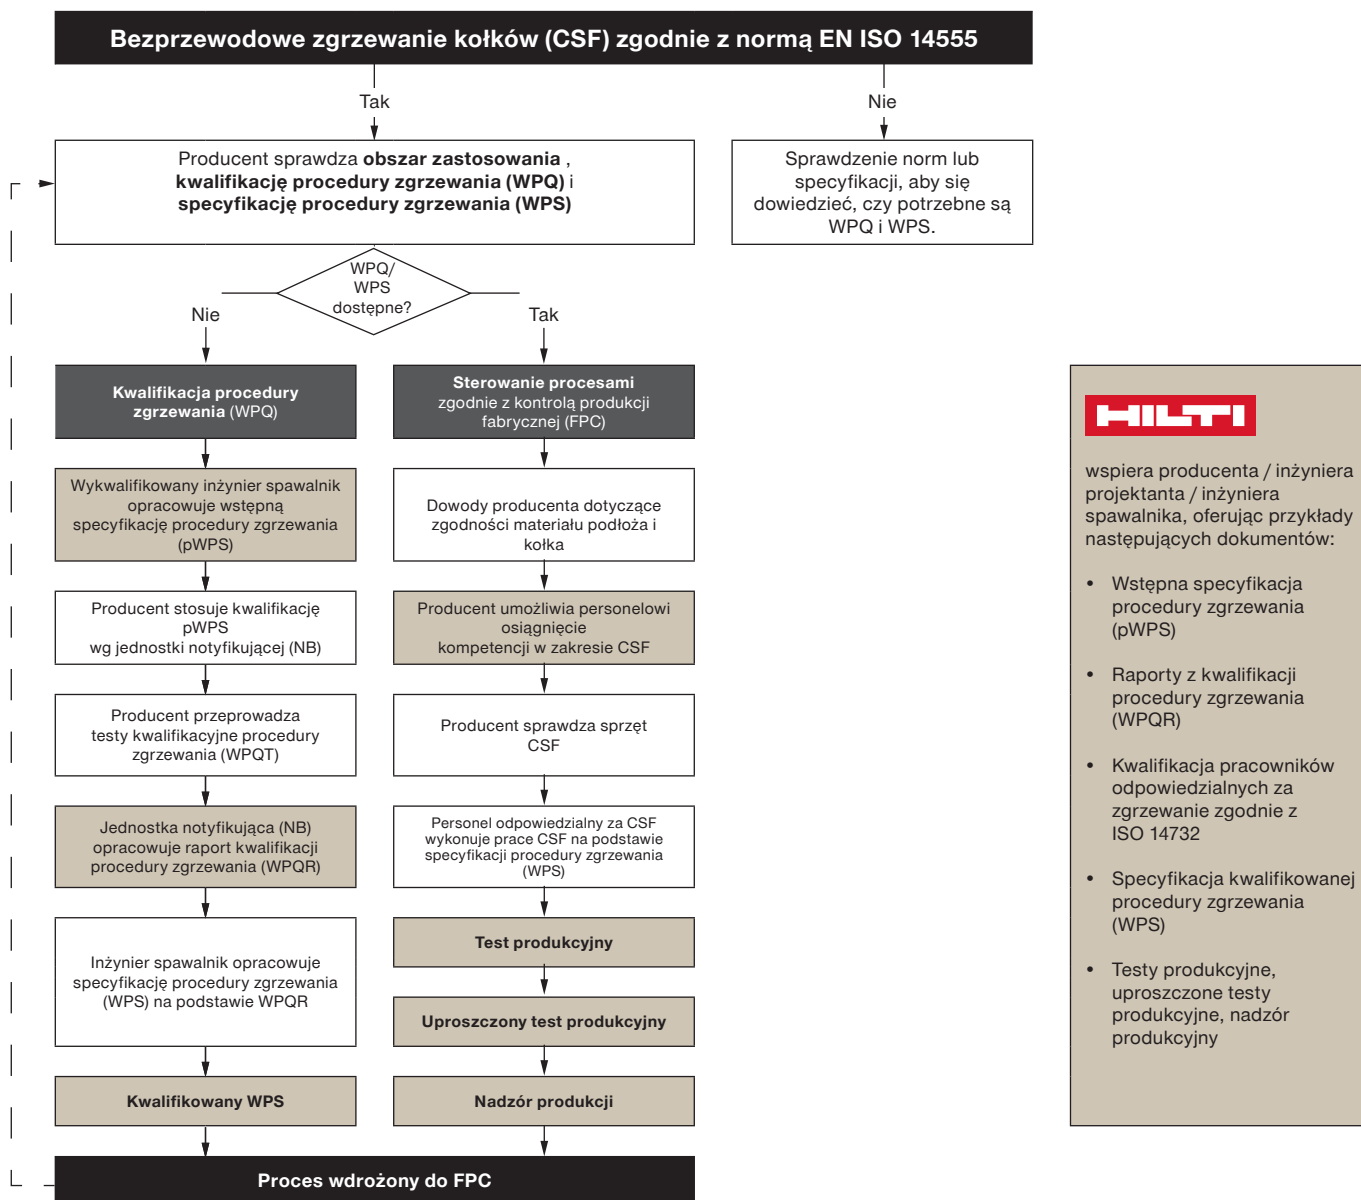 Bezprzewodowe zgrzewanie kołków (CSF) zgodnie z normą EN ISO 14555
Tak
Nie
Producent sprawdza obszar zastosowania ,
kwalifikację procedury zgrzewania (WPQ) i
specyfikację procedury zgrzewania (WPS)
Sprawdzenie norm lub
specyfikacji, aby się
dowiedzieć, czy potrzebne są
WPQ i WPS.
WPQ/
WPS
dostępne?
Nie
Tak
Kwalifikacja procedury
zgrzewania (WPQ)
Wykwalifikowany inżynier spawalnik
opracowuje wstępną
specyfikację procedury zgrzewania
(pWPS)
Producent stosuje kwalifikację
pWPS
wg jednostki notyfikującej (NB)
Producent przeprowadza
testy kwalifikacyjne procedury
zgrzewania (WPQT)
Jednostka notyfikująca (NB)
opracowuje raport kwalifikacji
procedury zgrzewania (WPQR)
Inżynier spawalnik opracowuje
specyfikację procedury zgrzewania
(WPS) na podstawie WPQR
Kwalifikowany WPS
Sterowanie procesami
zgodnie z kontrolą produkcji
fabrycznej (FPC)
Dowody producenta dotyczące
zgodności materiału podłoża i
kołka
Producent umożliwia personelowi
osiągnięcie
kompetencji w zakresie CSF
Producent sprawdza sprzęt
CSF
Personel odpowiedzialny za CSF
wykonuje prace CSF na podstawie
specyfikacji procedury zgrzewania
(WPS)
Test produkcyjny
Uproszczony test produkcyjny
Nadzór produkcji
Proces wdrożony do FPC
HILTI
wspiera producenta / inżyniera
projektanta / inżyniera
spawalnika, oferując przykłady
następujących dokumentów:
• Wstępna specyfikacja
procedury zgrzewania
(pWPS)
• Raporty z kwalifikacji
procedury zgrzewania
(WPQR)
• Kwalifikacja pracowników
odpowiedzialnych za
zgrzewanie zgodnie z
ISO 14732
• Specyfikacja kwalifikowanej
procedury zgrzewania
(WPS)
• Testy produkcyjne,
uproszczone testy
produkcyjne, nadzór
produkcyjny